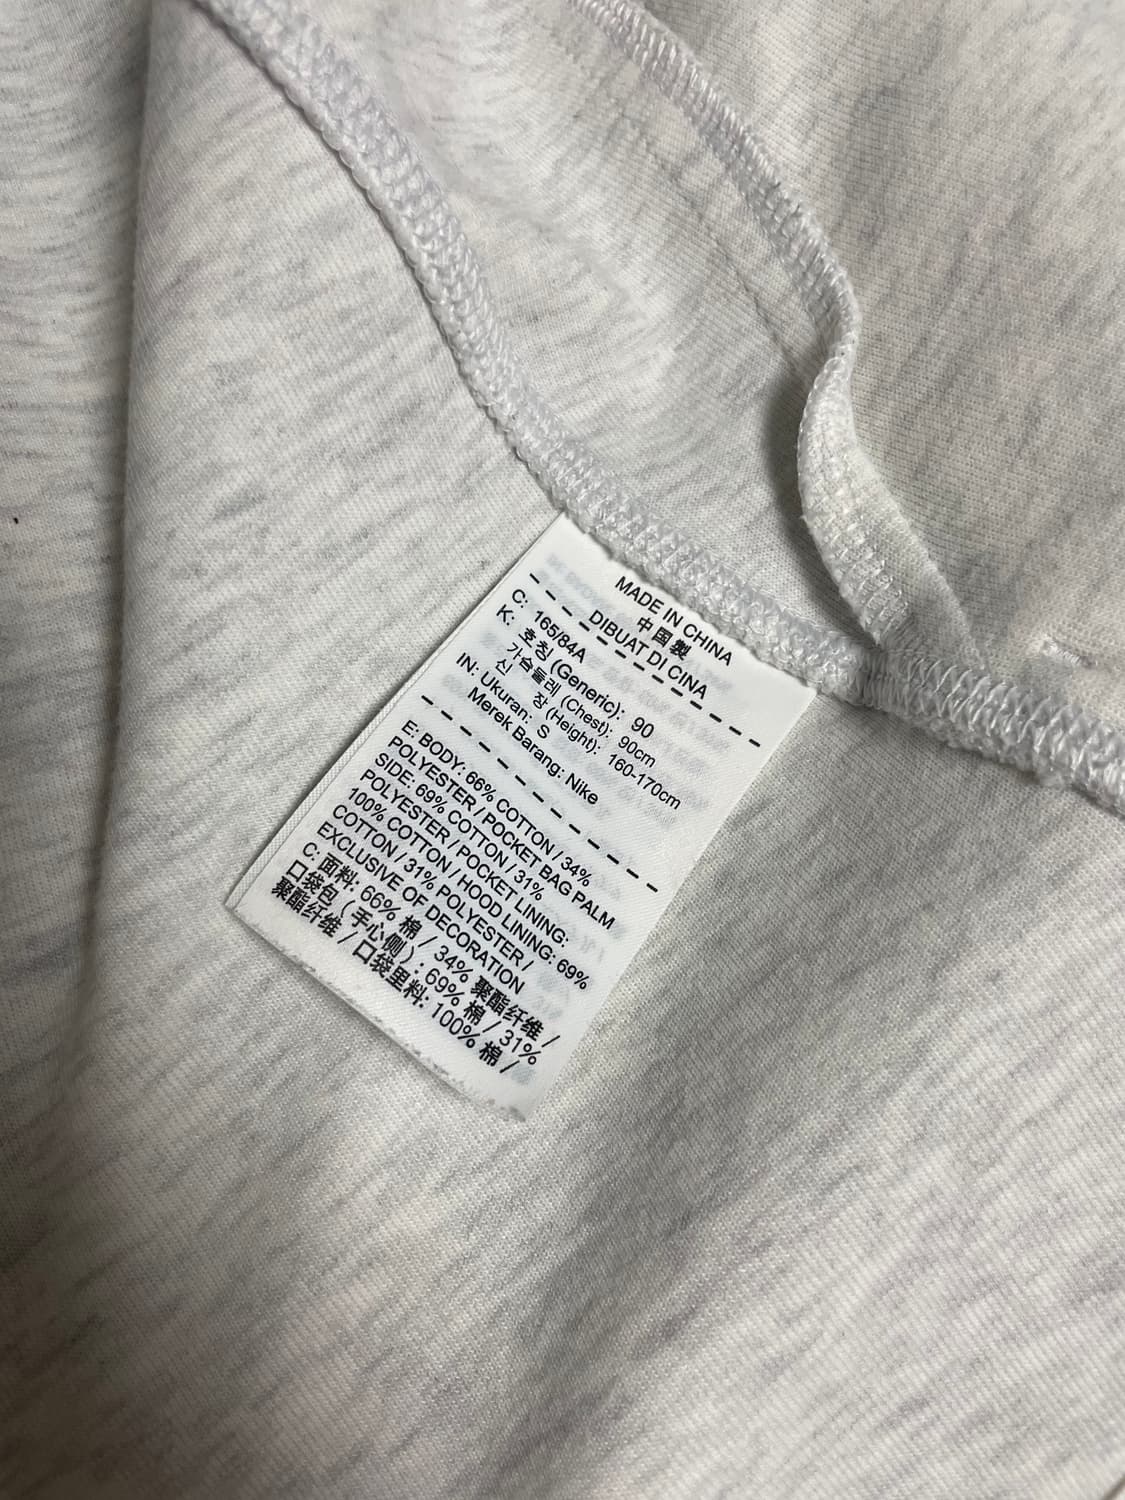 MADE IN CHINA
中国製
DIBUAT DI CINA
C: 165/84A
K: 호칭 (Generic): 90
가슴둘레 (Chest): 90cm
신 장 (Height): 160-170cm
IN: Ukuran: S
Merek Barang: Nike
E: BODY: 66% COTTON / 34%
POLYESTER / POCKET BAG PALM
SIDE: 69% COTTON / 31%
POLYESTER / POCKET LINING:
100% COTTON / HOOD LINING: 69%
COTTON / 31% POLYESTER /
EXCLUSIVE OF DECORATION
C: 面料: 66% 棉 / 34% 聚酯纤维 /
口袋包 ( 手心侧 ) : 69% 棉 / 31%
聚酯纤维 / 口袋里料: 100% 棉 /